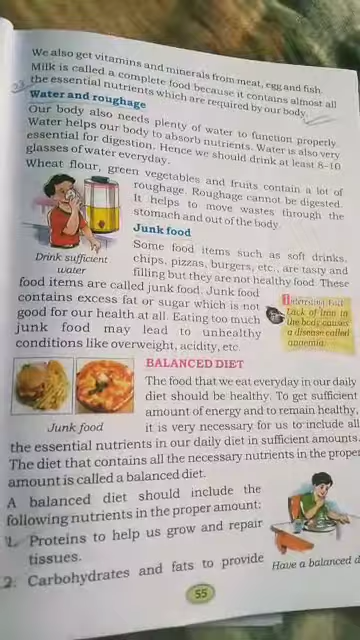 We also get vitamins and minerals from meat, egg and fish.
Milk is called a complete food because it contains almost all
the essential nutrients which are required by our body.
Water and roughage
Our body also needs plenty of water to function properly.
Water helps our body to absorb nutrients. Water is also very
essential for digestion. Hence we should drink at least 8-10
glasses of water everyday.
Wheat flour, green vegetables and fruits contain a lot of
roughage. Roughage cannot be digested.
It helps to move wastes through the
stomach and out of the body.
Drink sufficient
water
Junk food
Some food items such as soft drinks,
chips, pizzas, burgers, etc., are tasty and
filling but they are not healthy food. These
food items are called junk food. Junk food
contains excess fat or sugar which is not
good for our health at all. Eating too much
junk food may lead to unhealthy
conditions like overweight, acidity, etc.
Interesting Fact
Lack of iron in
the body causes
a disease called
anaemia.
Junk food
BALANCED DIET
The food that we eat everyday in our daily
diet should be healthy. To get sufficient
amount of energy and to remain healthy,
it is very necessary for us to include all
the essential nutrients in our daily diet in sufficient amounts.
The diet that contains all the necessary nutrients in the proper
amount is called a balanced diet.
A balanced diet should include the
following nutrients in the proper amount:
1. Proteins to help us grow and repair
tissues.
2. Carbohydrates and fats to provide
Have a balanced d
55